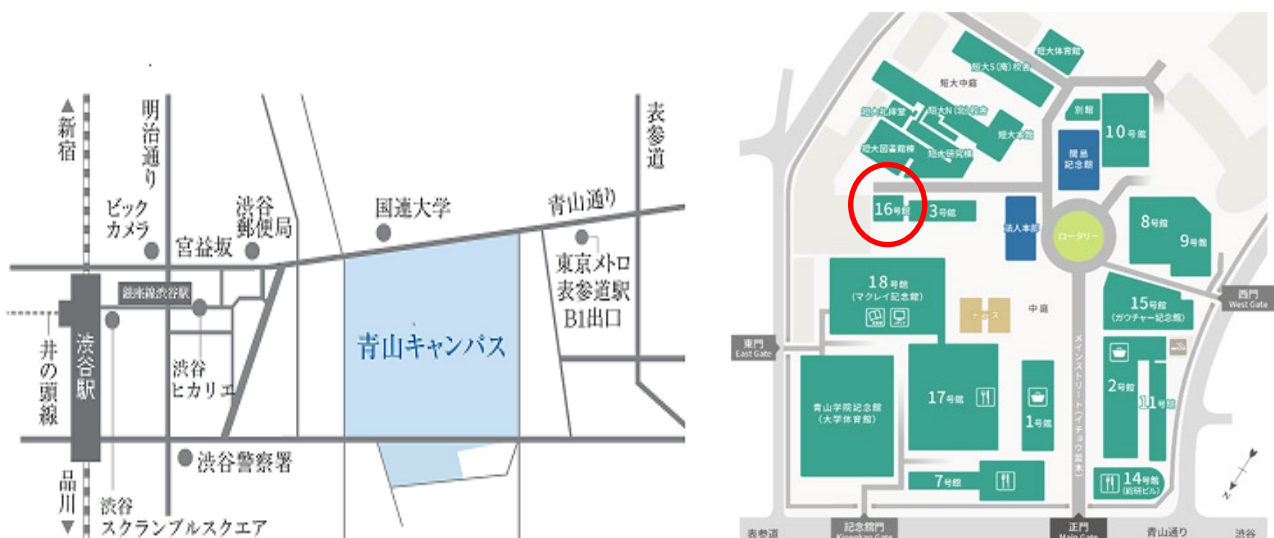 新宿
明治通り
ビック
カメラ
宮益坂
渋谷
郵便局
国連大学
青山通り
表参道
銀座線渋谷駅
東京メトロ
表参道駅
B1出口
井の頭線
渋谷駅
渋谷
ヒカリエ
青山キャンパス
渋谷警察署
品川
渋谷
スクランブルスクエア
短大体育館
短大S(南)校舎
短大中庭
短大礼拝堂
短大N(北)校舎
短大本館
短大図書館棟
短大研究棟
別館
10号館
間島
記念館
16号館
3号館
法人本部
ロータリー
8号館
9号館
18号館
(マクレイ記念館)
テラス
中庭
15号館
(ガウチャー記念館)
西門
West Gate
東門
East Gate
メインストリート(イチョウ並木)
青山学院記念館
(大学体育館)
17号館
1号館
2号館
11号館
7号館
14号館
(総研ビル)
N
表参道
記念館門
Kinenkan Gate
正門
Main Gate
青山通り
渋谷